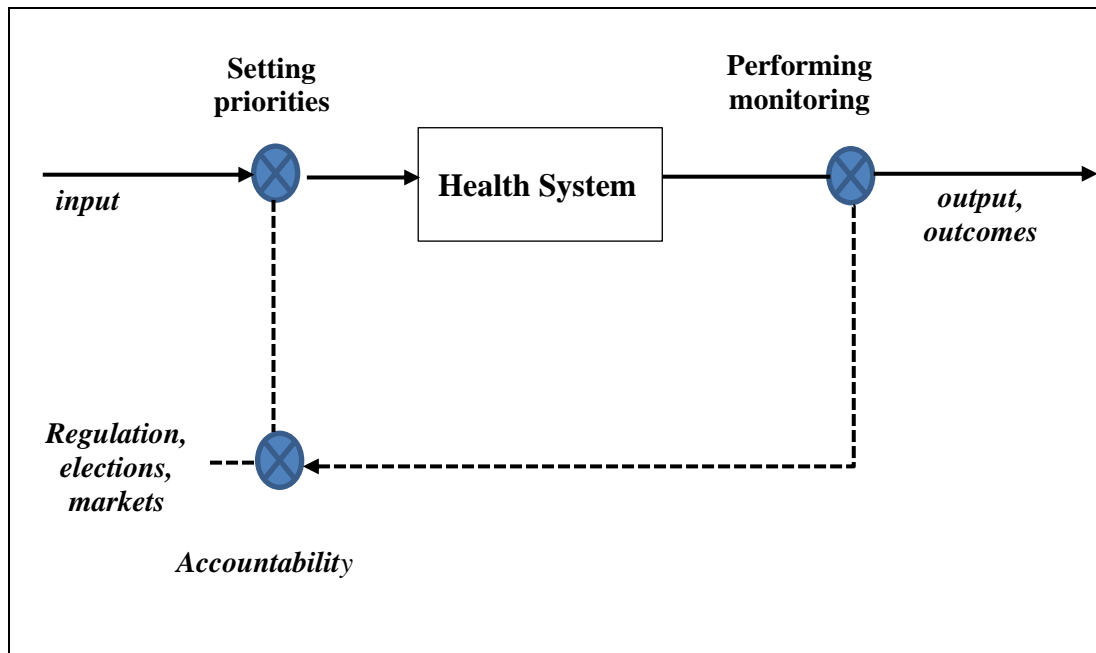 Setting
priorities
Performing
monitoring
input
Health System
output,
outcomes
Regulation,
elections,
markets
Accountability